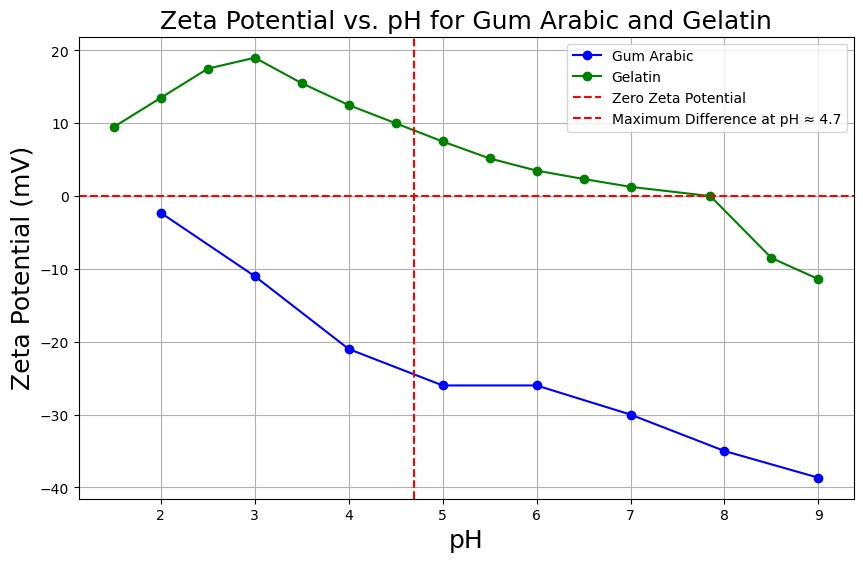 Zeta Potential vs. pH for Gum Arabic and Gelatin
Gum Arabic
Gelatin
Zero Zeta Potential
Maximum Difference at pH ≈ 4.7
Zeta Potential (mV)
20
10
0
−10
−20
−30
−40
2 3 4 5 6 7 8 9
pH